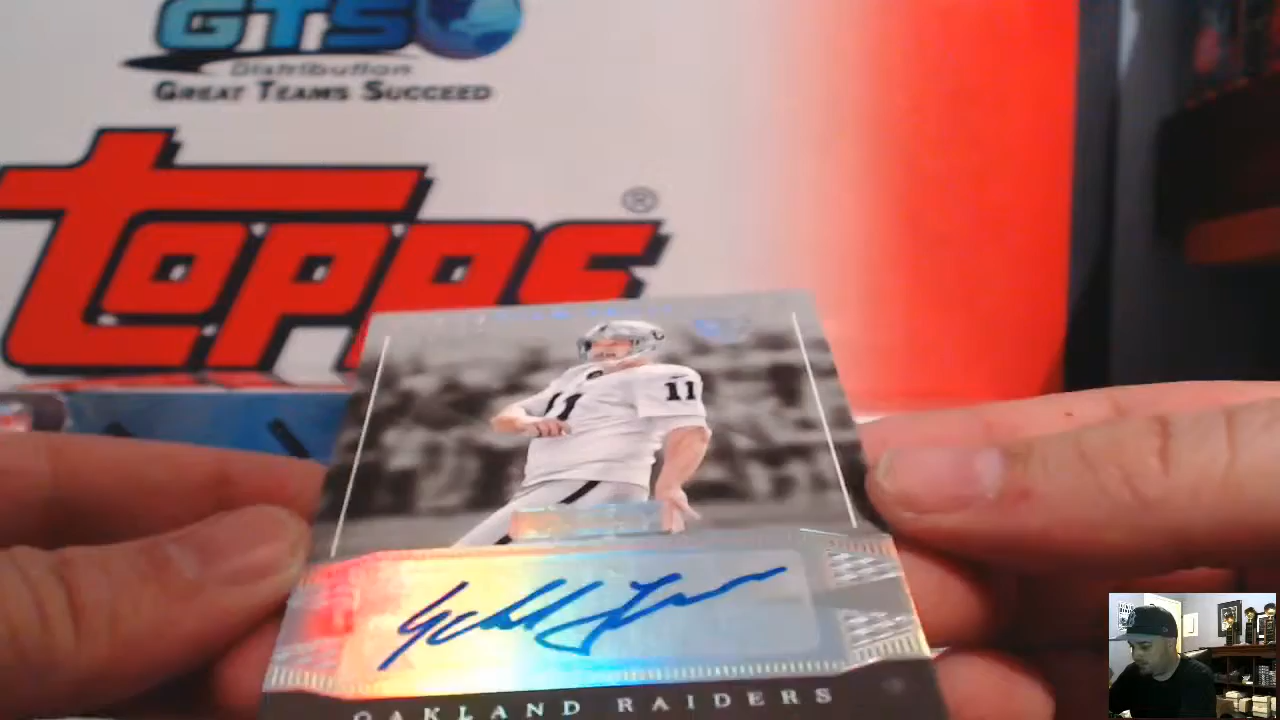 GTS
Distribution
GREAT TEAMS SUCCEED
Topps®
11
11
OAKLAND RAIDERS